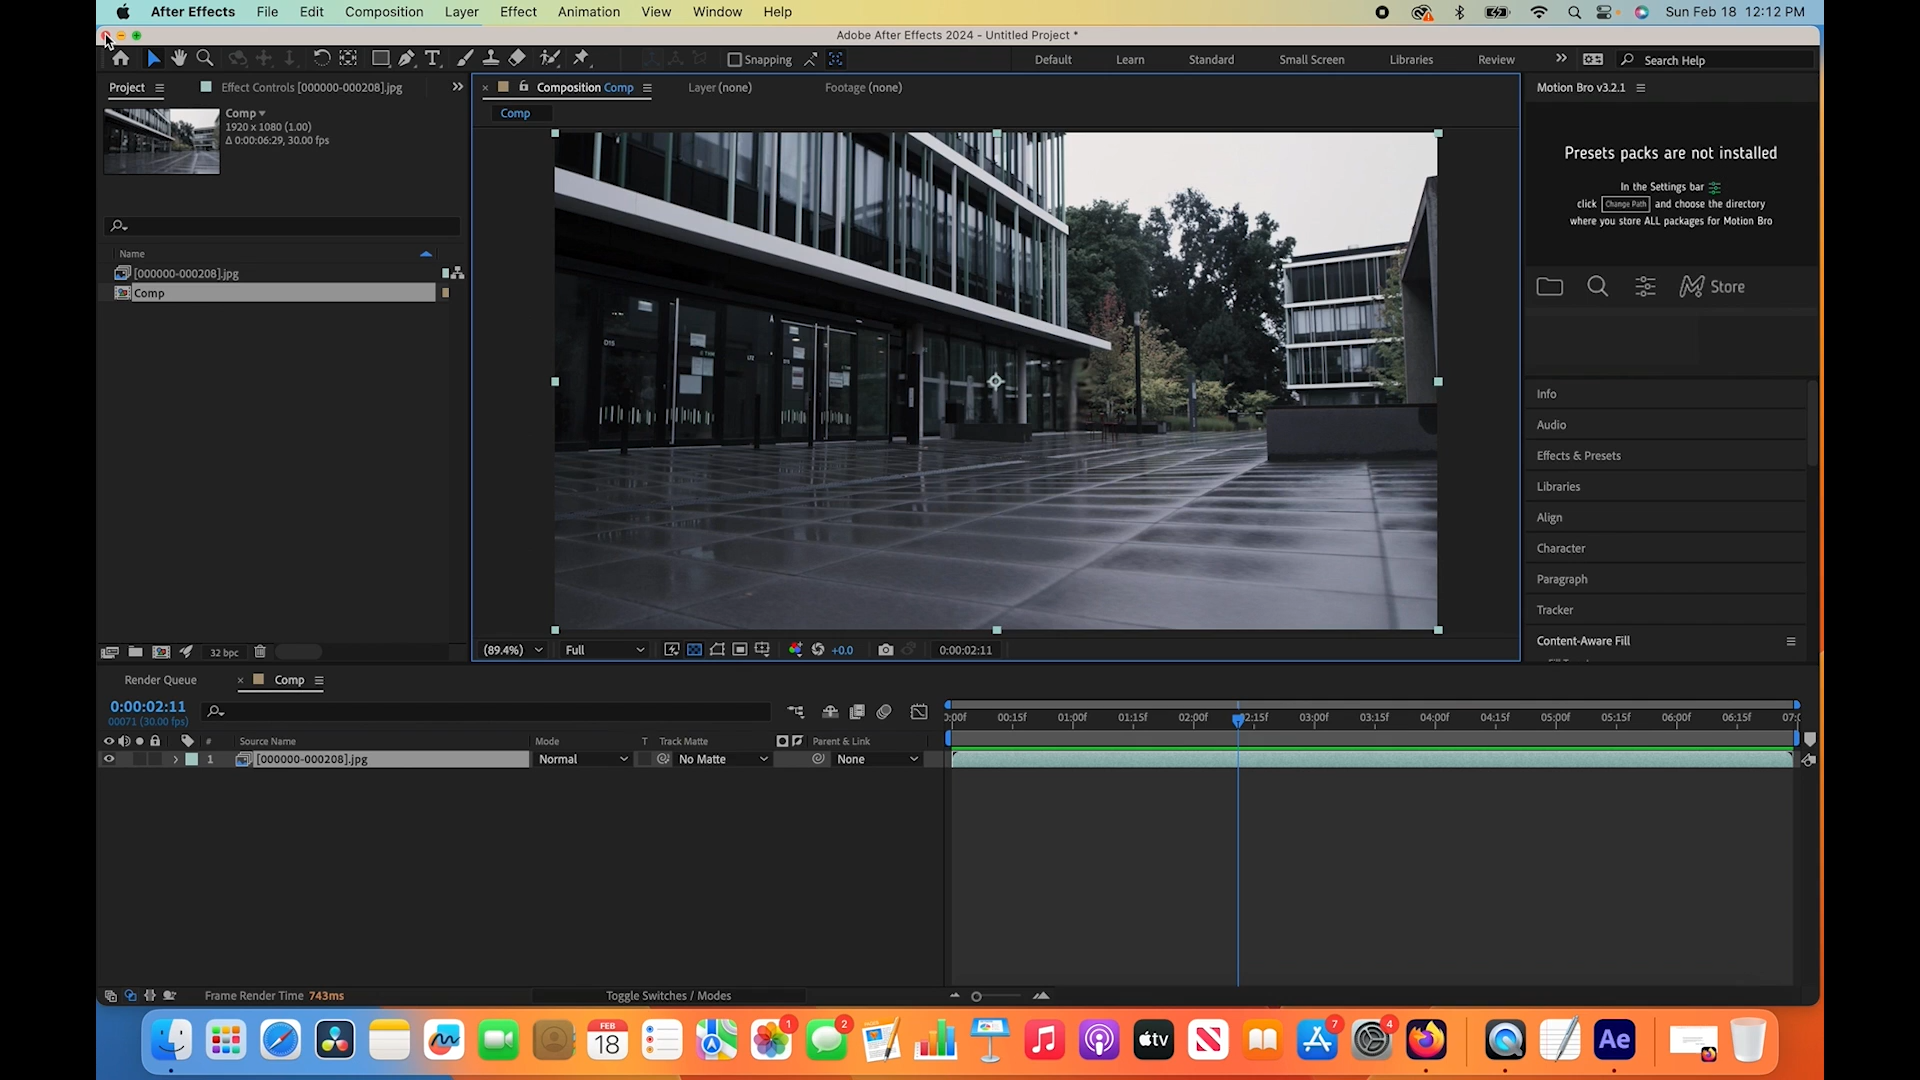 After Effects File Edit Composition Layer Effect Animation View Window Help
Sun Feb 18 12:12 PM
Adobe After Effects 2024 - Untitled Project *
Snapping
Default Learn Standard Small Screen Libraries Review
Search Help
Project
Effect Controls [000000-000208].jpg
Composition Comp
Layer (none)
Footage (none)
Motion Bro v3.2.1
Comp
1920 x 1080 (1.00)
Δ 0:00:06:29, 30.00 fps
Comp
Presets packs are not installed
In the Settings bar
click Change Path and choose the directory
where you store ALL packages for Motion Bro
Name
[000000-000208].jpg
Comp
Store
D15
LT2
Info
Audio
Effects & Presets
Libraries
Align
Character
Paragraph
Tracker
Content-Aware Fill
32 bpc
(89.4%)
Full
+0.0
0:00:02:11
Render Queue
Comp
0:00:02:11
00071 (30.00 fps)
00:15f 01:00f 01:15f 02:00f 03:00f 03:15f 04:00f 04:15f 05:00f 05:15f 06:00f 06:15f
# Source Name Mode T Track Matte Parent & Link
1 [000000-000208].jpg Normal No Matte None
Frame Render Time 743ms
Toggle Switches / Modes
FEB
18
1
2
tv
7
4
Ae